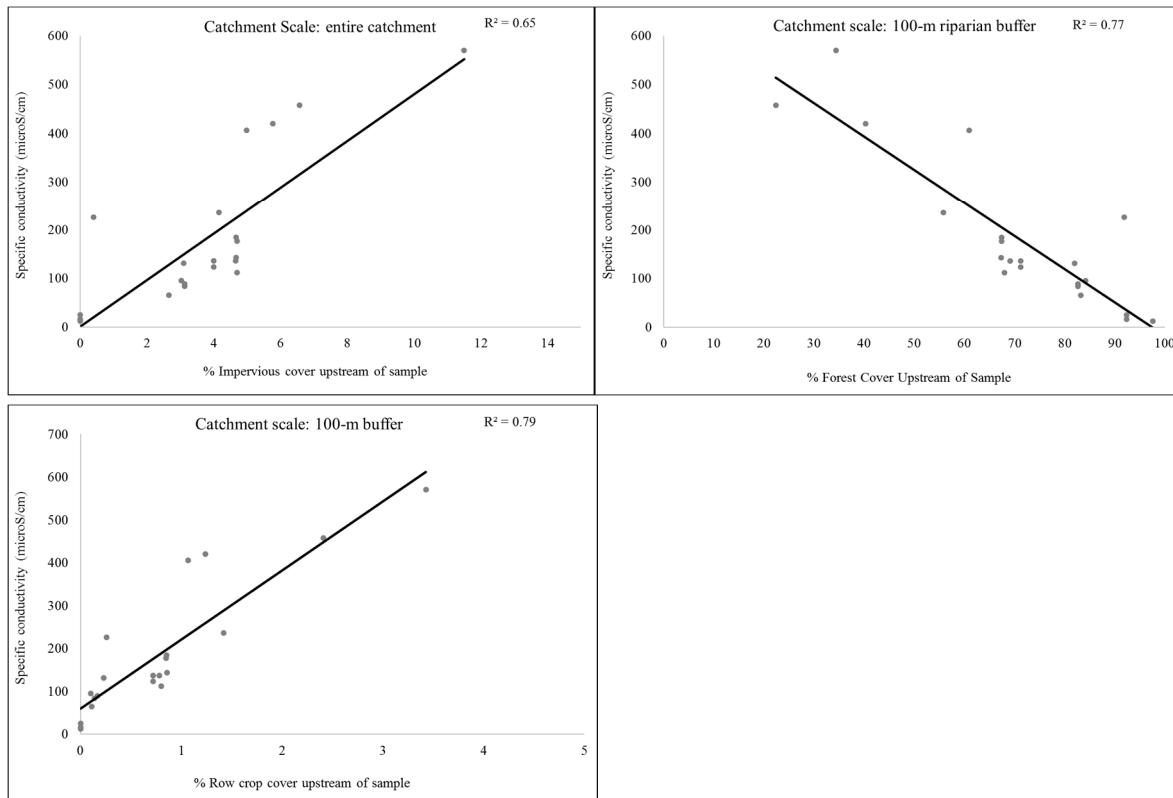 Catchment Scale: entire catchment
R² = 0.65
600
500
400
300
200
100
0
Specific conductivity (microS/cm)
0 2 4 6 8 10 12 14
% Impervious cover upstream of sample
Catchment scale: 100-m riparian buffer
R² = 0.77
600
500
400
300
200
100
0
Specific conductivity (microS/cm)
0 10 20 30 40 50 60 70 80 90 100
% Forest Cover Upstream of Sample
Catchment scale: 100-m buffer
R² = 0.79
700
600
500
400
300
200
100
0
Specific conductivity (microS/cm)
0 1 2 3 4 5
% Row crop cover upstream of sample